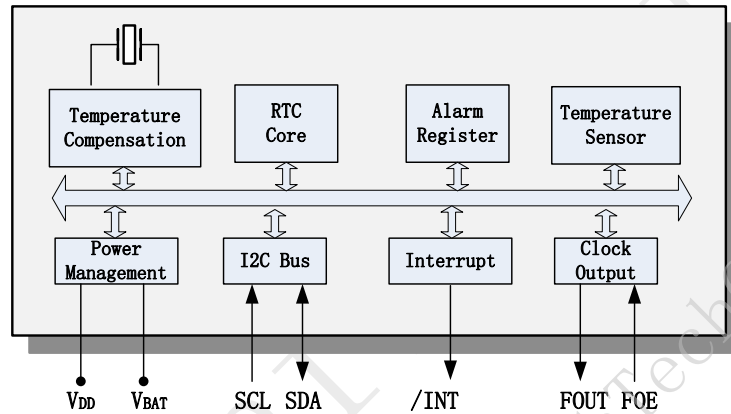 Temperature
Compensation
RTC
Core
Alarm
Register
Temperature
Sensor
Power
Management
I2C Bus
Interrupt
Clock
Output
VDD
VBAT
SCL
SDA
/INT
FOUT
FOE